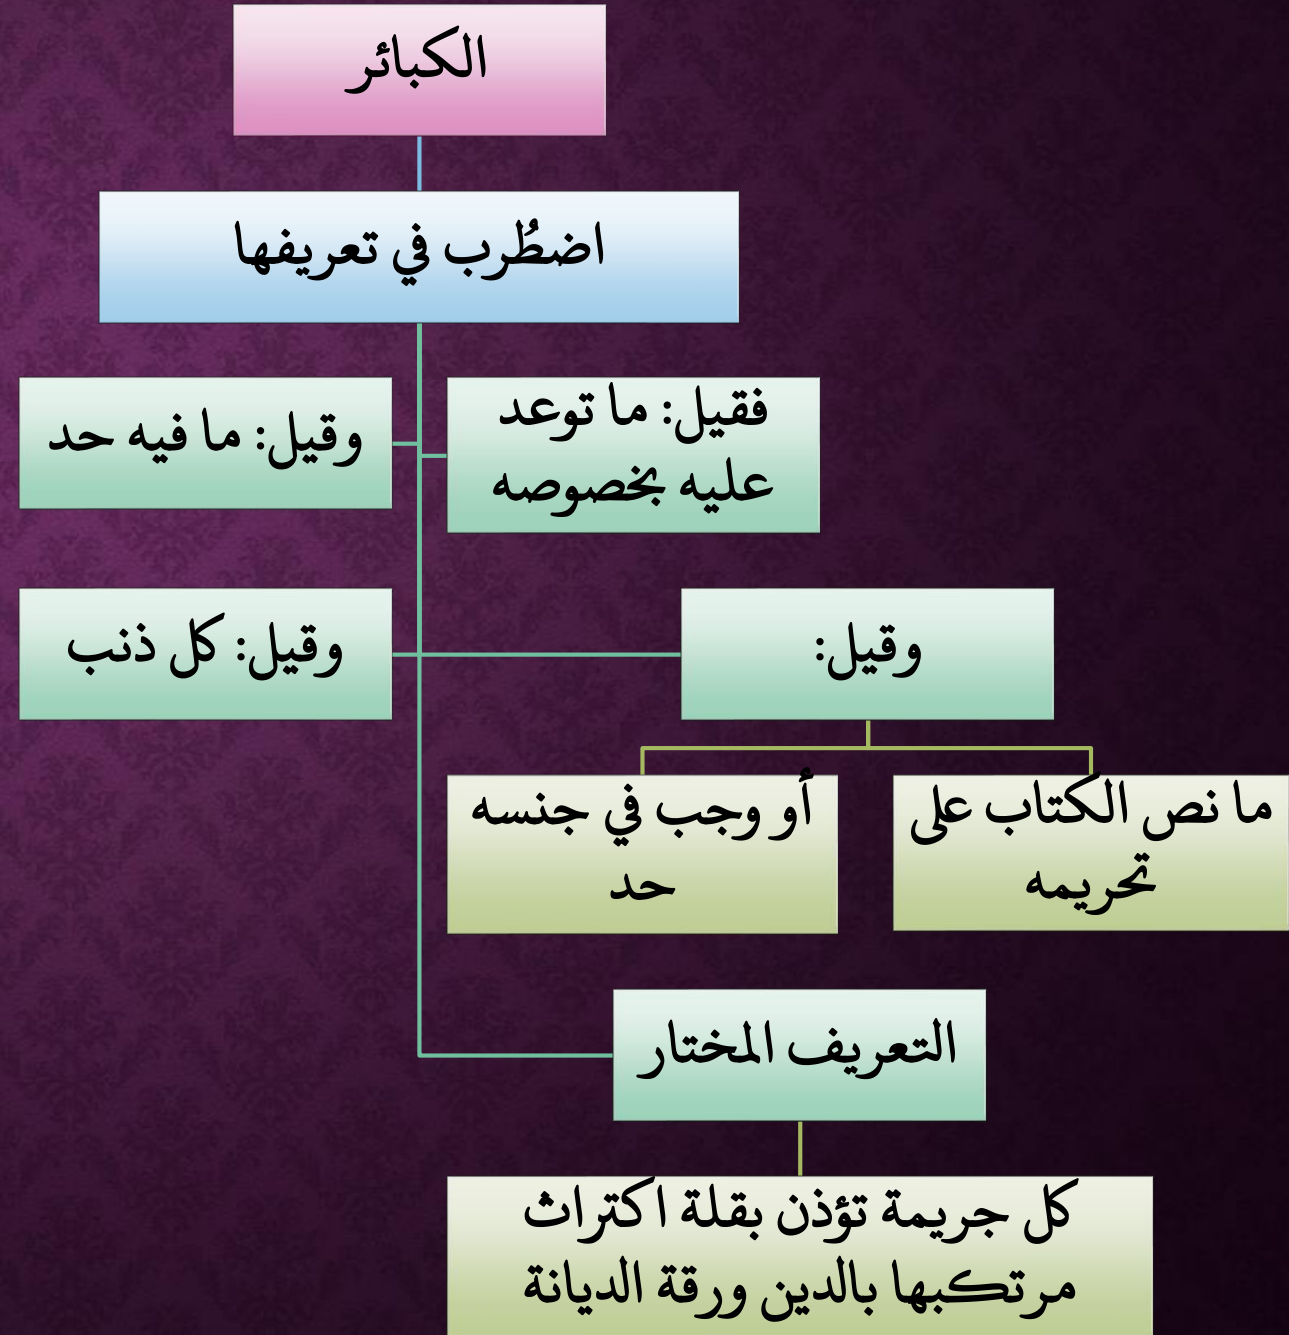 الكبائر
اضطُرب في تعريفها
فقيل: ما توعد
عليه بخصوصه
وقيل: ما فيه حد
وقيل:
وقيل: كل ذنب
ما نص الكتاب على
تحريمه
أو وجب في جنسه
حد
التعريف المختار
كل جريمة تؤذن بقلة اكتراث
مرتكبها بالدين ورقة الديانة